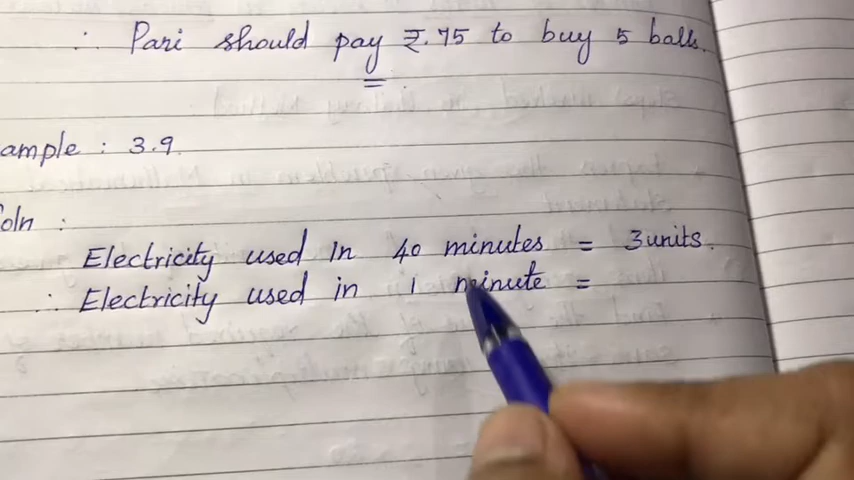 ∴ Pari should pay ₹.75 to buy 5 balls.
ample : 3.9
oln :
Electricity used in 40 minutes = 3units.
∴ Electricity used in 1 minute =